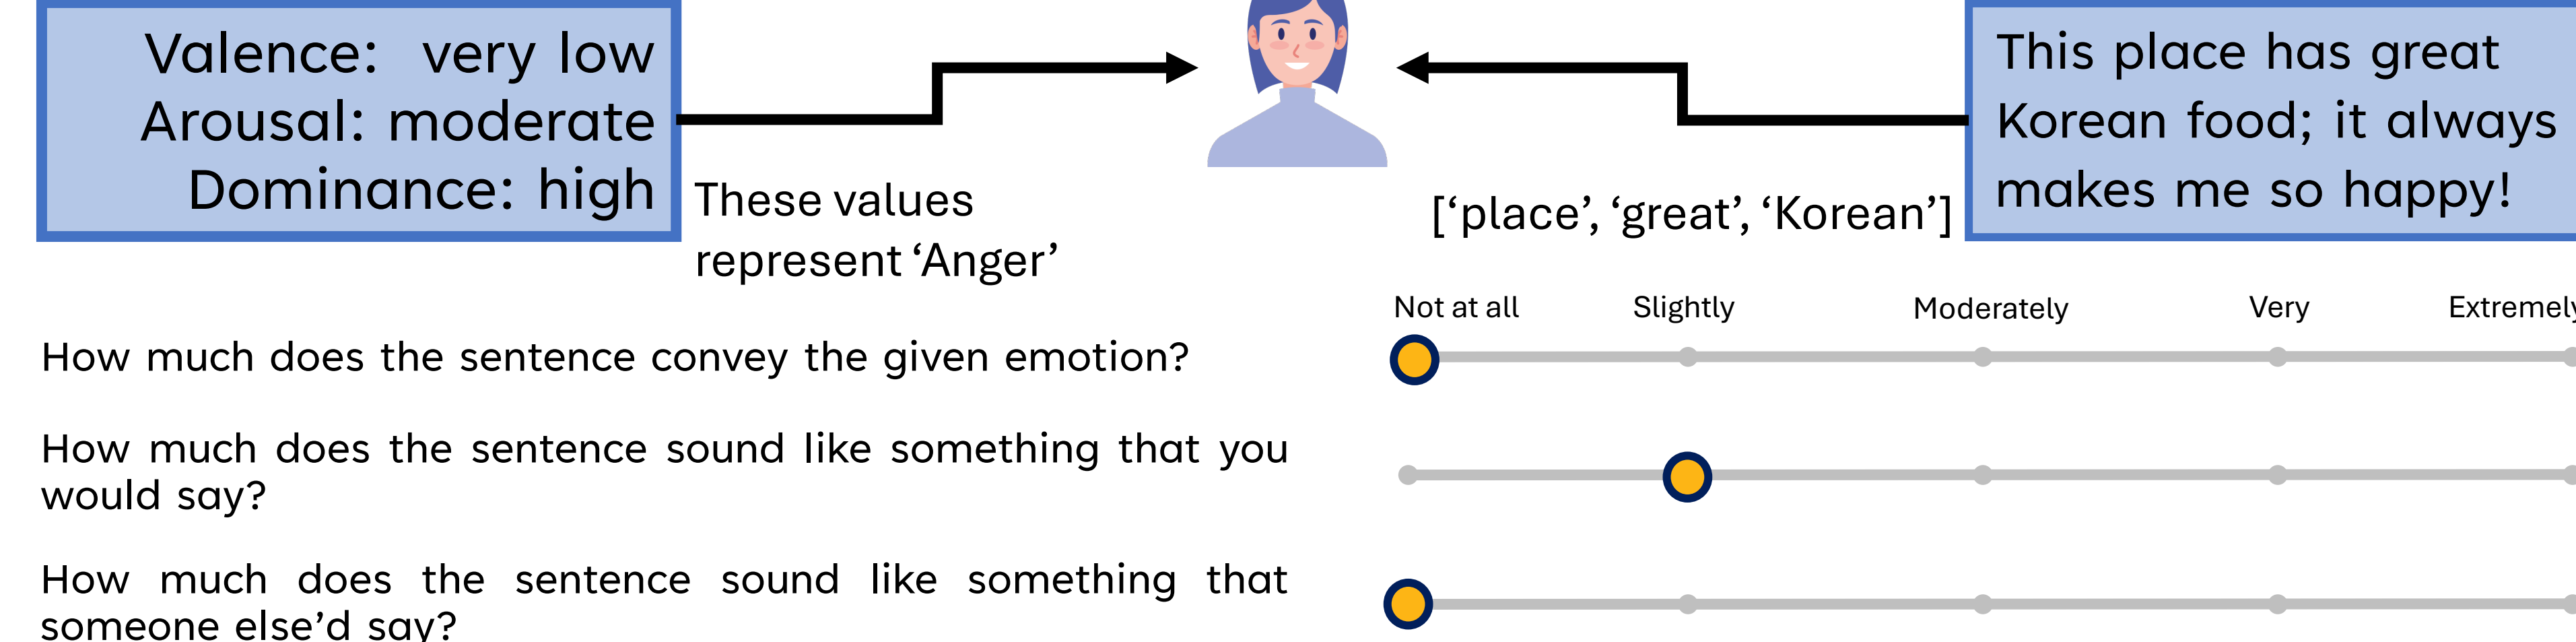 Valence: very low
Arousal: moderate
Dominance: high
These values
represent ‘Anger’
This place has great
Korean food; it always
makes me so happy!
[‘place’, ‘great’, ‘Korean’]
Not at all Slightly Moderately Very Extremely
How much does the sentence convey the given emotion?
How much does the sentence sound like something that you
would say?
How much does the sentence sound like something that
someone else’d say?